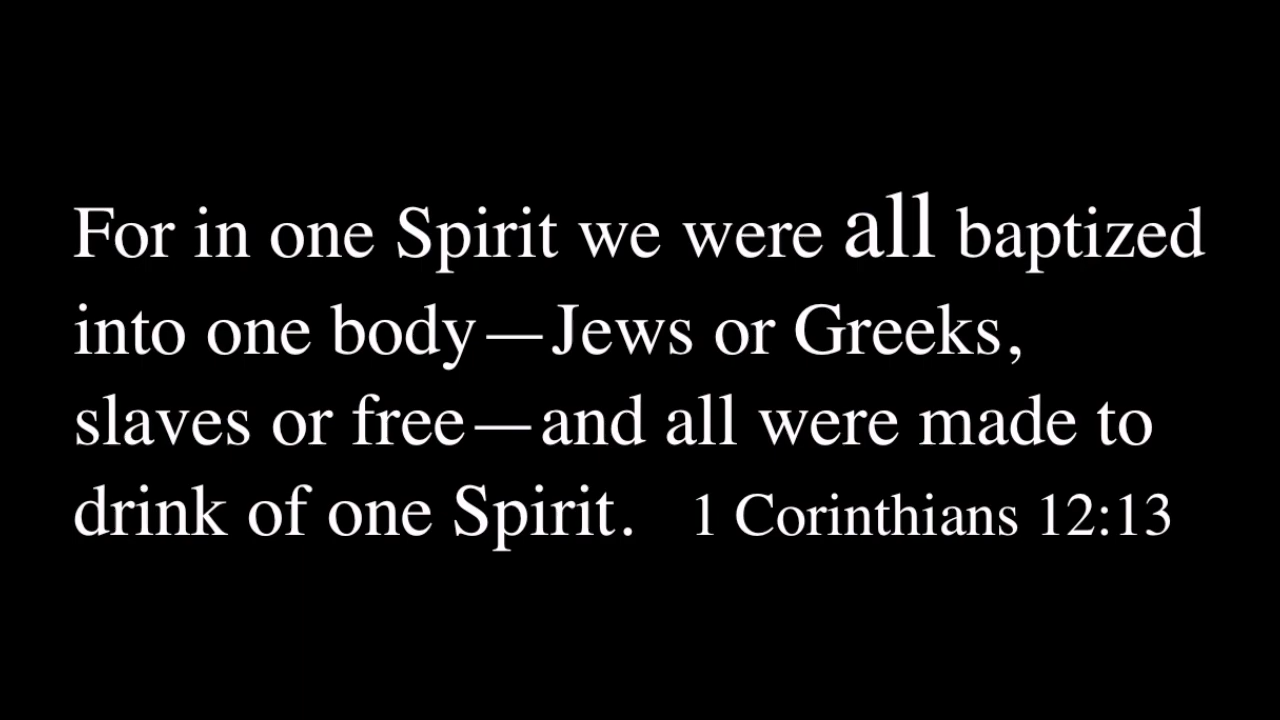 For in one Spirit we were all baptized
into one body—Jews or Greeks,
slaves or free—and all were made to
drink of one Spirit. 1 Corinthians 12:13